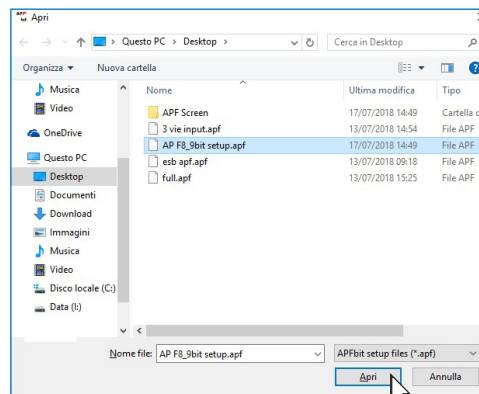 APF Apri
Questo PC > Desktop >
Cerca in Desktop
Organizza
Nuova cartella
Musica
Video
OneDrive
Questo PC
Desktop
Documenti
Download
Immagini
Musica
Video
Disco locale (C:)
Data (I:)
Nome Ultima modifica Tipo
APF Screen 17/07/2018 14:49 Cartella c
3 vie input.apf 13/07/2018 14:54 File APF
AP F8_9bit setup.apf 17/07/2018 14:49 File APF
esb apf.apf 13/07/2018 09:18 File APF
full.apf 13/07/2018 15:25 File APF
Nome file: AP F8_9bit setup.apf
APFbit setup files (*.apf)
Apri
Annulla